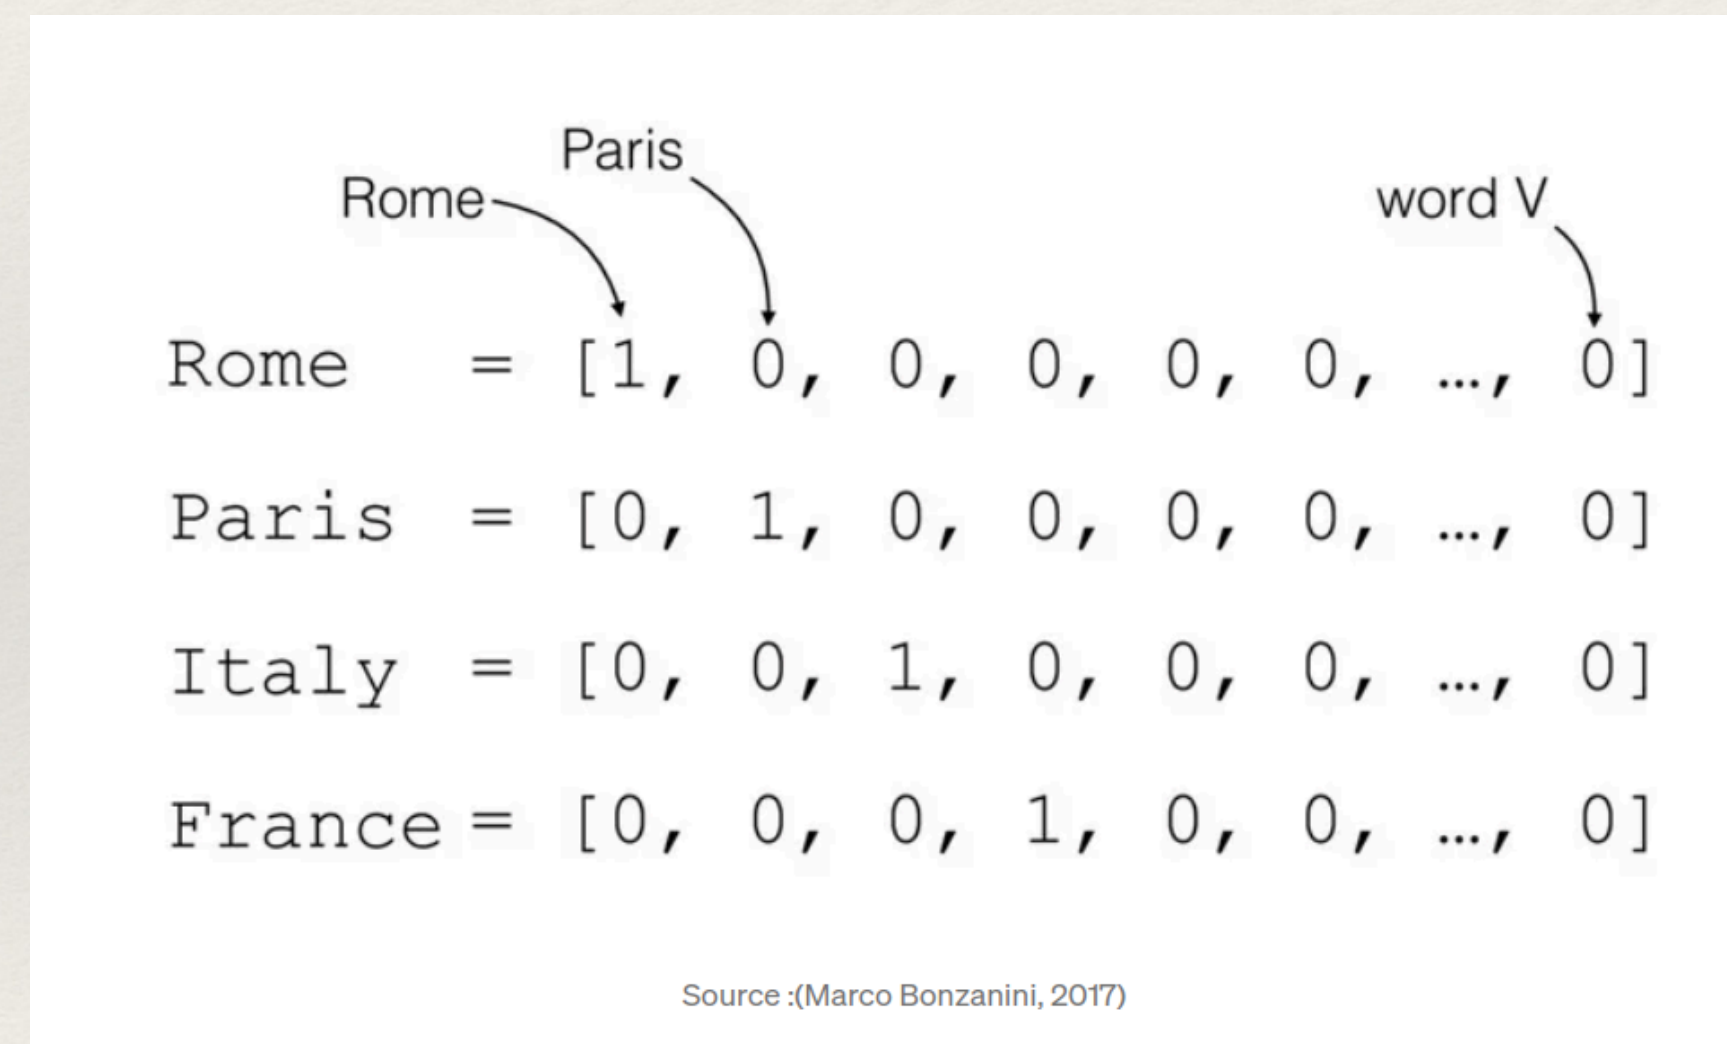 Paris
Rome
word V
Rome = [1, 0, 0, 0, 0, 0, …, 0]
Paris = [0, 1, 0, 0, 0, 0, …, 0]
Italy = [0, 0, 1, 0, 0, 0, …, 0]
France = [0, 0, 0, 1, 0, 0, …, 0]
Source :(Marco Bonzanini, 2017)